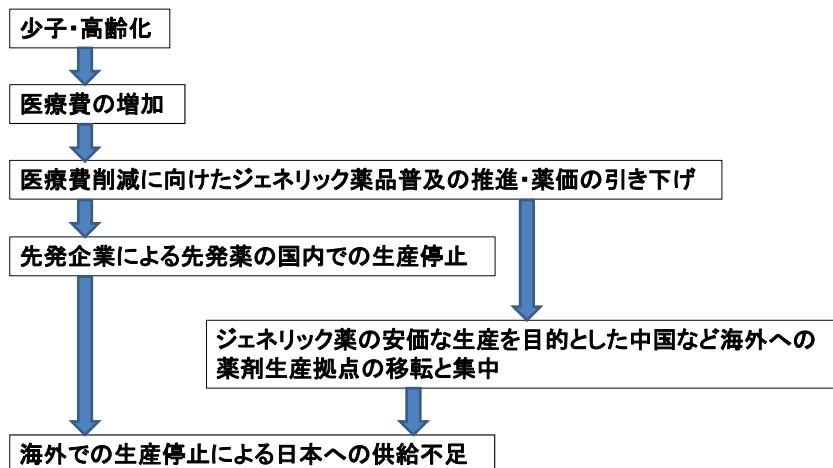 少子・高齢化
医療費の増加
医療費削減に向けたジェネリック薬品普及の推進・薬価の引き下げ
先発企業による先発薬の国内での生産停止
ジェネリック薬の安価な生産を目的とした中国など海外への
薬剤生産拠点の移転と集中
海外での生産停止による日本への供給不足